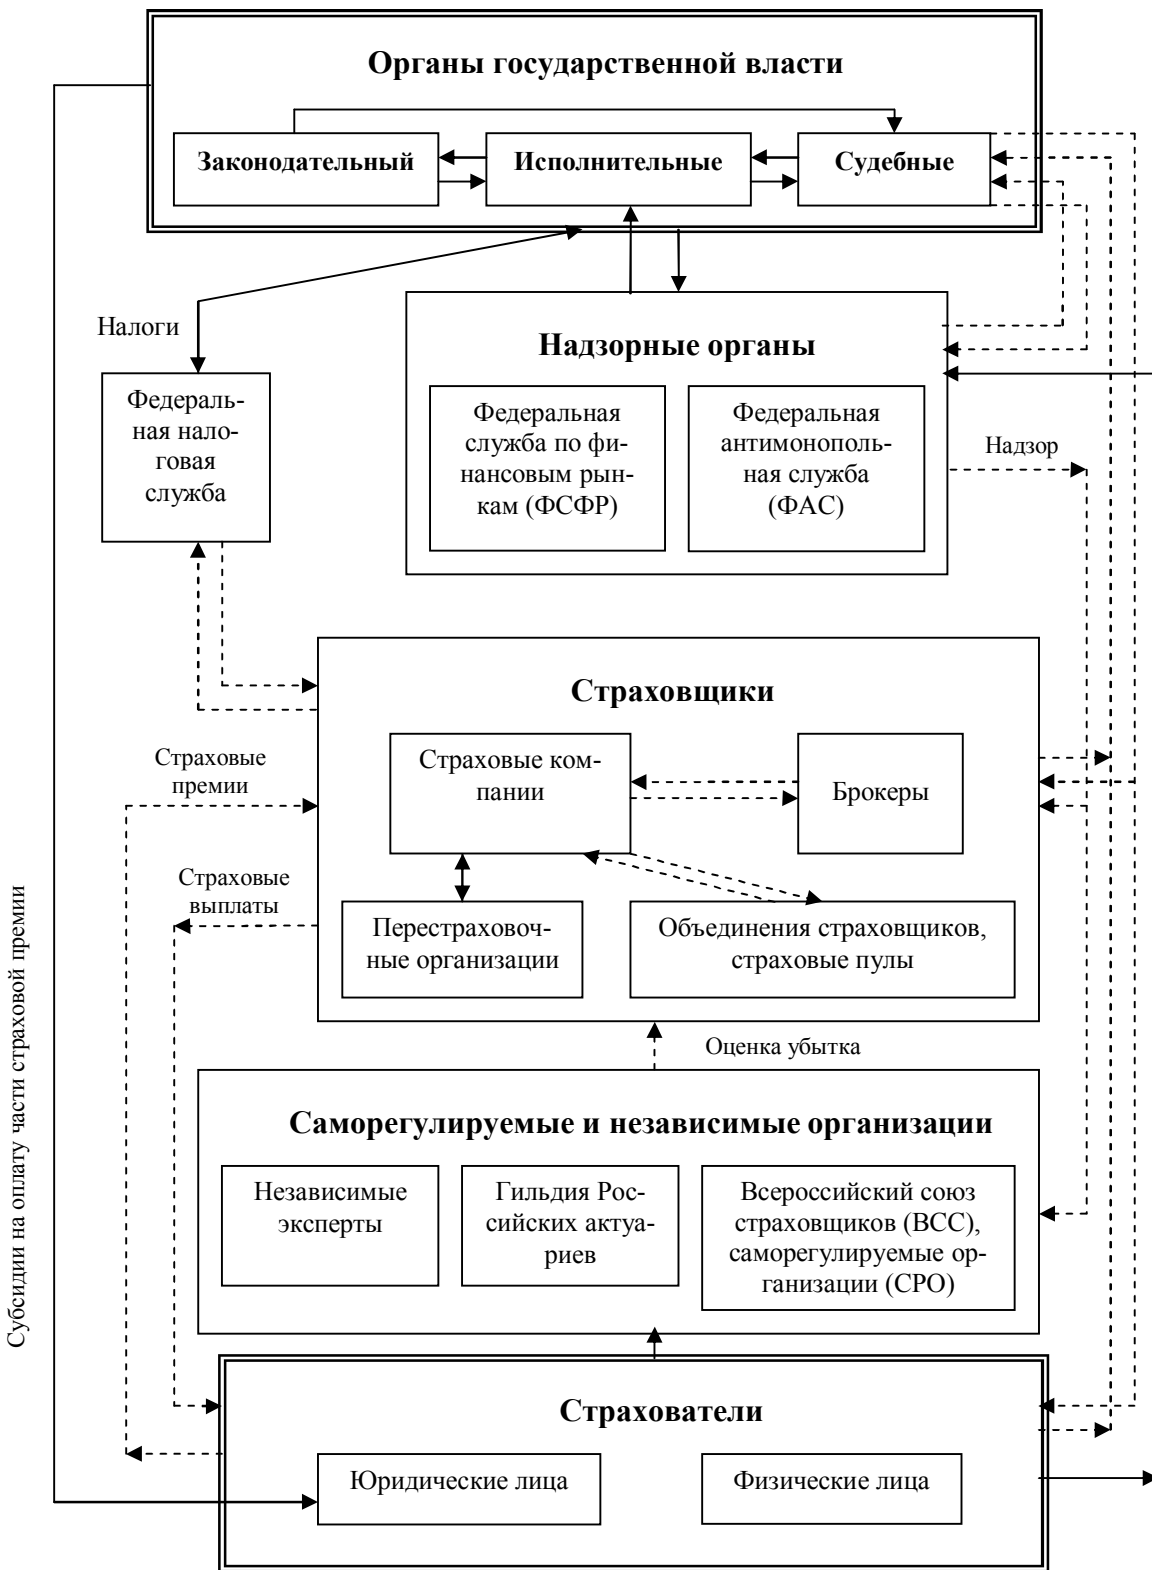 Органы государственной власти
Законодательный
Исполнительные
Судебные
Налоги
Надзорные органы
Федераль-
ная нало-
говая
служба
Федеральная
служба по фи-
нансовым рын-
кам (ФСФР)
Федеральная
антимонополь-
ная служба
(ФАС)
Надзор
Страховщики
Страховые
премии
Страховые ком-
пании
Брокеры
Страховые
выплаты
Перестраховоч-
ные организации
Объединения страховщиков,
страховые пулы
Субсидии на оплату части страховой премии
Оценка убытка
Саморегулируемые и независимые организации
Независимые
эксперты
Гильдия Рос-
сийских актуа-
риев
Всероссийский союз
страховщиков (ВСС),
саморегулируемые ор-
ганизации (СРО)
Страхователи
Юридические лица
Физические лица